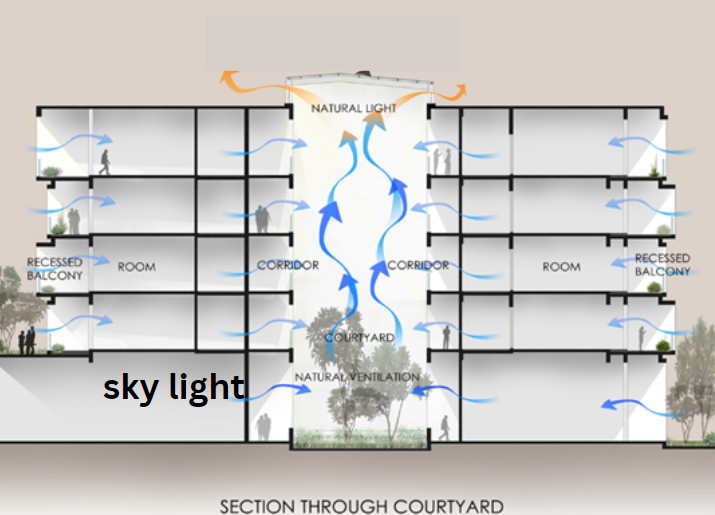 NATURAL LIGHT
RECESSED
BALCONY
ROOM
CORRIDOR
CORRIDOR
ROOM
RECESSED
BALCONY
COURTYARD
NATURAL VENTILATION
sky light
SECTION THROUGH COURTYARD